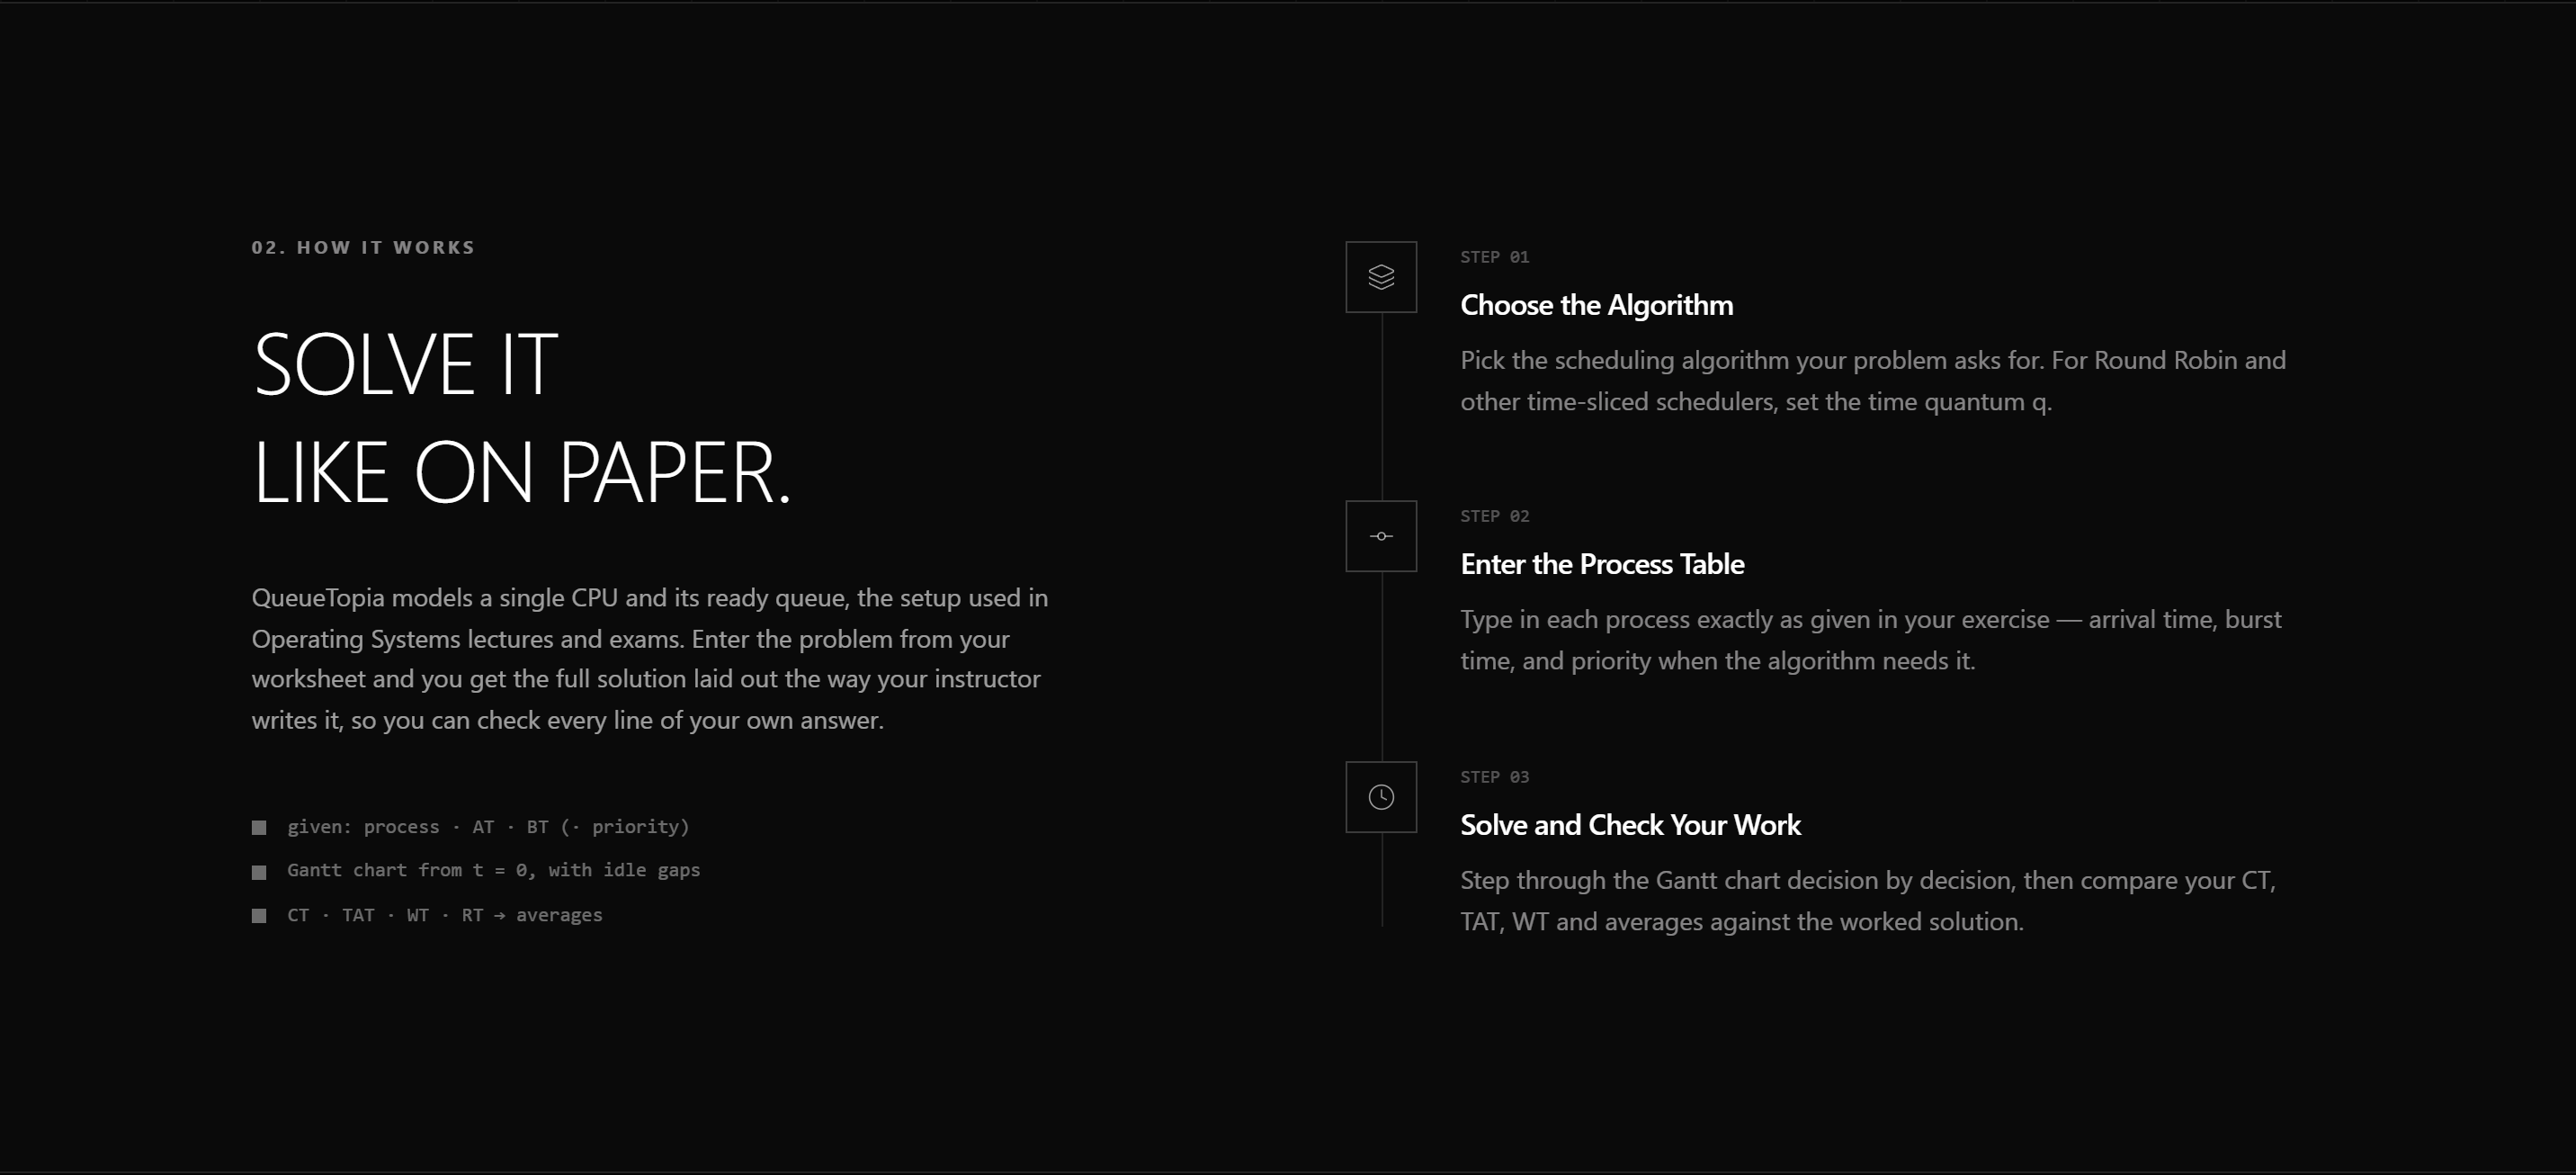 02. HOW IT WORKS
SOLVE IT
LIKE ON PAPER.
QueueTopia models a single CPU and its ready queue, the setup used in
Operating Systems lectures and exams. Enter the problem from your
worksheet and you get the full solution laid out the way your instructor
writes it, so you can check every line of your own answer.
given: process · AT · BT (· priority)
Gantt chart from t = 0, with idle gaps
CT · TAT · WT · RT → averages
STEP 01
Choose the Algorithm
Pick the scheduling algorithm your problem asks for. For Round Robin and
other time-sliced schedulers, set the time quantum q.
STEP 02
Enter the Process Table
Type in each process exactly as given in your exercise — arrival time, burst
time, and priority when the algorithm needs it.
STEP 03
Solve and Check Your Work
Step through the Gantt chart decision by decision, then compare your CT,
TAT, WT and averages against the worked solution.